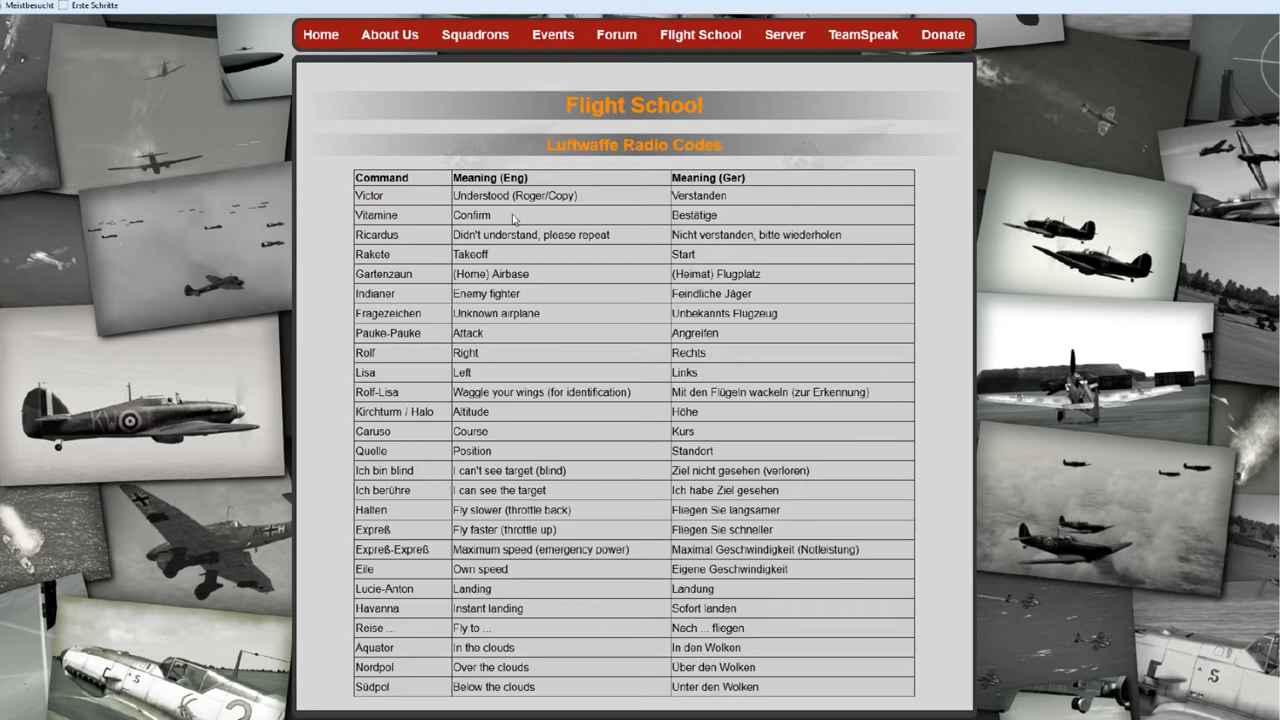 Meistbesucht Erste Schritte
Home About Us Squadrons Events Forum Flight School Server TeamSpeak Donate
Flight School
Luftwaffe Radio Codes
Command Meaning (Eng) Meaning (Ger)
Victor Understood (Roger/Copy) Verstanden
Vitamine Confirm Bestätige
Ricardus Didn't understand, please repeat Nicht verstanden, bitte wiederholen
Rakete Takeoff Start
Gartenzaun (Home) Airbase (Heimat) Flugplatz
Indianer Enemy fighter Feindliche Jäger
Fragezeichen Unknown airplane Unbekannts Flugzeug
Pauke-Pauke Attack Angreifen
Rolf Right Rechts
Lisa Left Links
Rolf-Lisa Waggle your wings (for identification) Mit den Flügeln wackeln (zur Erkennung)
Kirchturm / Halo Altitude Höhe
Caruso Course Kurs
Quelle Position Standort
Ich bin blind I can't see target (blind) Ziel nicht gesehen (verloren)
Ich berühre I can see the target Ich habe Ziel gesehen
Halten Fly slower (throttle back) Fliegen Sie langsamer
Expreß Fly faster (throttle up) Fliegen Sie schneller
Expreß-Expreß Maximum speed (emergency power) Maximal Geschwindigkeit (Notleistung)
Eile Own speed Eigene Geschwindigkeit
Lucie-Anton Landing Landung
Havanna Instant landing Sofort landen
Reise ... Fly to ... Nach ... fliegen
Äquator In the clouds In den Wolken
Nordpol Over the clouds Über den Wolken
Südpol Below the clouds Unter den Wolken
KW
S
2
S